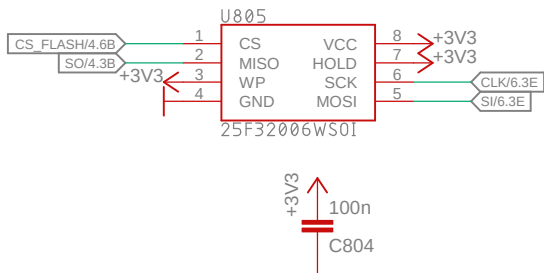 U805
CS_FLASH/4.6B 1 CS VCC 8 +3V3
SO/4.3B 2 MISO HOLD 7 +3V3
+3V3 3 WP SCK 6 CLK/6.3E
4 GND MOSI 5 SI/6.3E
25F32006WSOI
+3V3
100n
C804